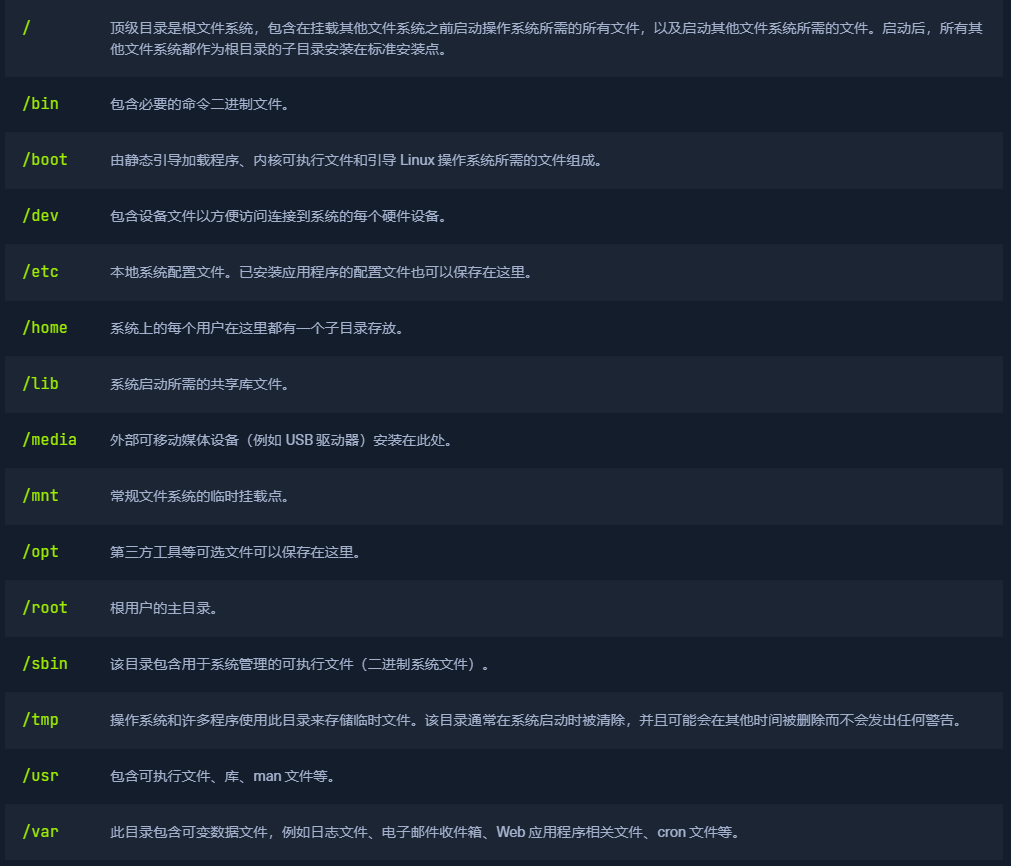 / 顶级目录是根文件系统，包含在挂载其他文件系统之前启动操作系统所需的所有文件，以及启动其他文件系统所需的文件。启动后，所有其
他文件系统都作为根目录的子目录安装在标准安装点。
/bin 包含必要的命令二进制文件。
/boot 由静态引导加载程序、内核可执行文件和引导 Linux 操作系统所需的文件组成。
/dev 包含设备文件以方便访问连接到系统的每个硬件设备。
/etc 本地系统配置文件。已安装应用程序的配置文件也可以保存在这里。
/home 系统上的每个用户在这里都有一个子目录存放。
/lib 系统启动所需的共享库文件。
/media 外部可移动媒体设备（例如 USB 驱动器）安装在此处。
/mnt 常规文件系统的临时挂载点。
/opt 第三方工具等可选文件可以保存在这里。
/root 根用户的主目录。
/sbin 该目录包含用于系统管理的可执行文件（二进制系统文件）。
/tmp 操作系统和许多程序使用此目录来存储临时文件。该目录通常在系统启动时被清除，并且可能会在其他时间被删除而不会发出任何警告。
/usr 包含可执行文件、库、man 文件等。
/var 此目录包含可变数据文件，例如日志文件、电子邮件收件箱、Web 应用程序相关文件、cron 文件等。